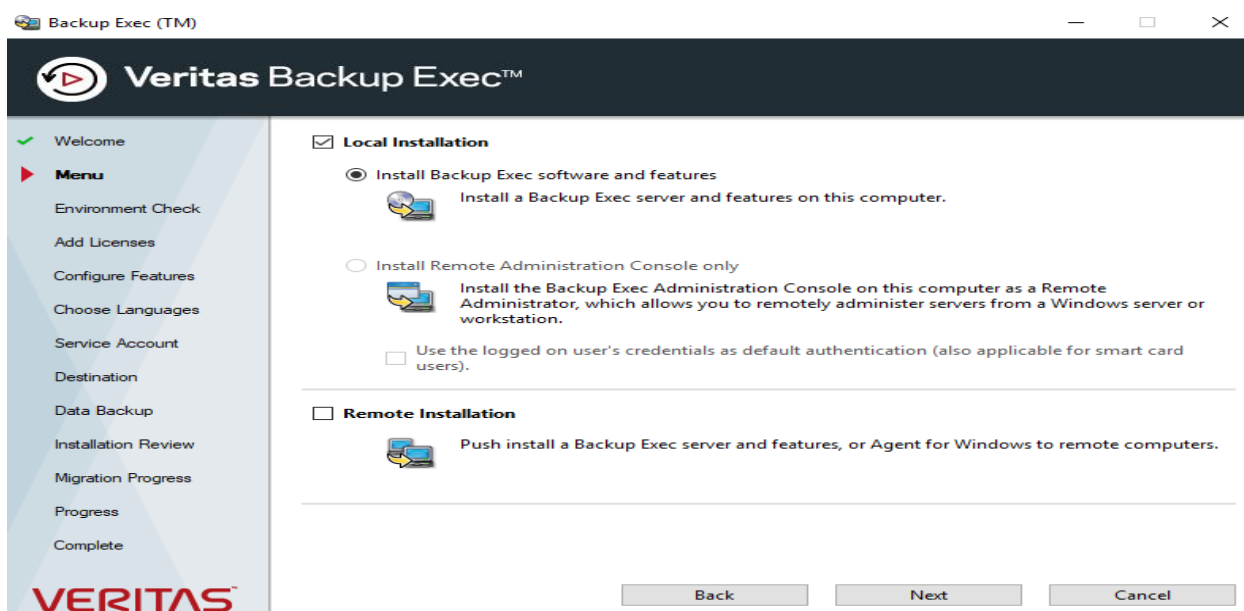 Backup Exec (TM)
Veritas Backup Exec™
Welcome
Menu
Environment Check
Add Licenses
Configure Features
Choose Languages
Service Account
Destination
Data Backup
Installation Review
Migration Progress
Progress
Complete
VERITAS™
Local Installation
Install Backup Exec software and features
Install a Backup Exec server and features on this computer.
Install Remote Administration Console only
Install the Backup Exec Administration Console on this computer as a Remote
Administrator, which allows you to remotely administer servers from a Windows server or
workstation.
Use the logged on user's credentials as default authentication (also applicable for smart card
users).
Remote Installation
Push install a Backup Exec server and features, or Agent for Windows to remote computers.
Back
Next
Cancel